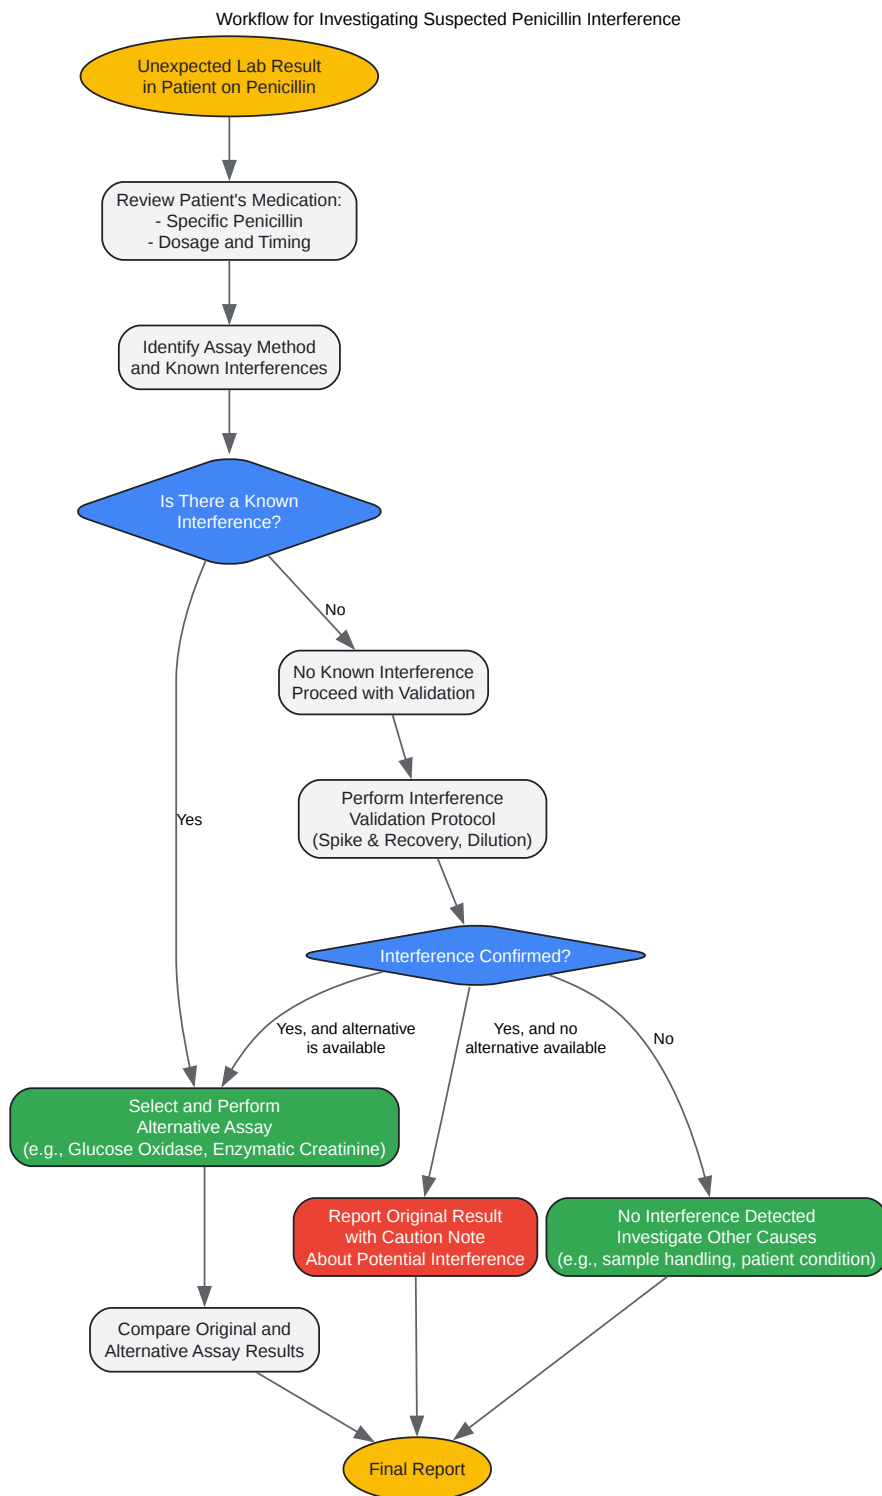 Workflow for Investigating Suspected Penicillin Interference
Unexpected Lab Result
in Patient on Penicillin
Review Patient's Medication:
- Specific Penicillin
- Dosage and Timing
Identify Assay Method
and Known Interferences
Is There a Known
Interference?
No
No Known Interference
Proceed with Validation
Perform Interference
Validation Protocol
(Spike & Recovery, Dilution)
Yes
Interference Confirmed?
Yes, and alternative
is available
Yes, and no
alternative available
No
Select and Perform
Alternative Assay
(e.g., Glucose Oxidase, Enzymatic Creatinine)
Report Original Result
with Caution Note
About Potential Interference
No Interference Detected
Investigate Other Causes
(e.g., sample handling, patient condition)
Compare Original and
Alternative Assay Results
Final Report